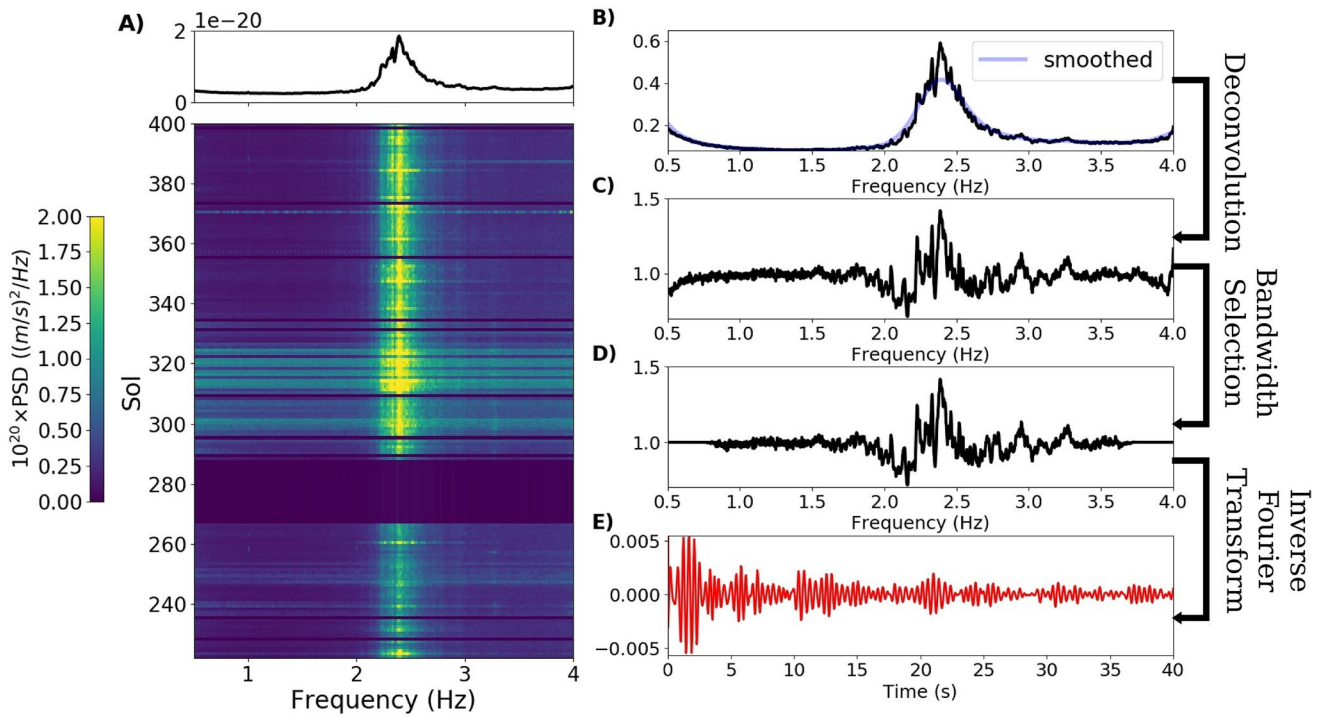 A)
1e−20
2
0
400
380
360
340
320
300
280
260
240
Sol
1 2 3 4
Frequency (Hz)
2.00
1.75
1.50
1.25
1.00
0.75
0.50
0.25
0.00
10²⁰×PSD ((m/s)²/Hz)
B)
smoothed
0.6
0.4
0.2
0.5 1.0 1.5 2.0 2.5 3.0 3.5 4.0
Frequency (Hz)
C)
1.5
1.0
0.5 1.0 1.5 2.0 2.5 3.0 3.5 4.0
Frequency (Hz)
D)
1.5
1.0
0.5 1.0 1.5 2.0 2.5 3.0 3.5 4.0
Frequency (Hz)
E)
0.005
0.000
−0.005
0 5 10 15 20 25 30 35 40
Time (s)
Deconvolution
Bandwidth
Selection
Inverse
Fourier
Transform